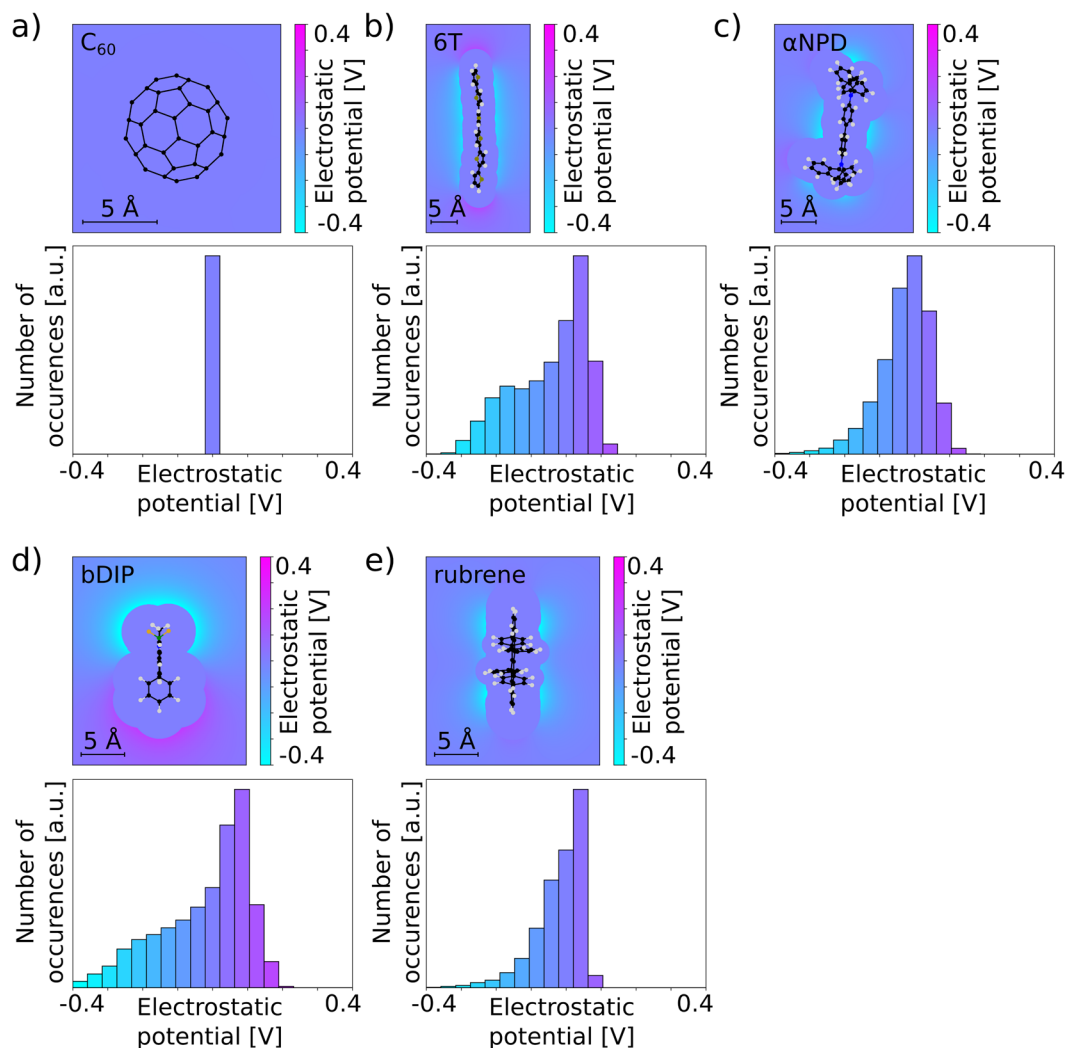 a)
C60
5 Å
0.4
Electrostatic
potential [V]
-0.4
b)
6T
5 Å
0.4
Electrostatic
potential [V]
-0.4
c)
αNPD
5 Å
0.4
Electrostatic
potential [V]
-0.4
Number of
occurences [a.u.]
-0.4
0.4
Electrostatic
potential [V]
Number of
occurences [a.u.]
-0.4
0.4
Electrostatic
potential [V]
Number of
occurences [a.u.]
-0.4
0.4
Electrostatic
potential [V]
d)
bDIP
5 Å
0.4
Electrostatic
potential [V]
-0.4
e)
rubrene
5 Å
0.4
Electrostatic
potential [V]
-0.4
Number of
occurences [a.u.]
-0.4
0.4
Electrostatic
potential [V]
Number of
occurences [a.u.]
-0.4
0.4
Electrostatic
potential [V]